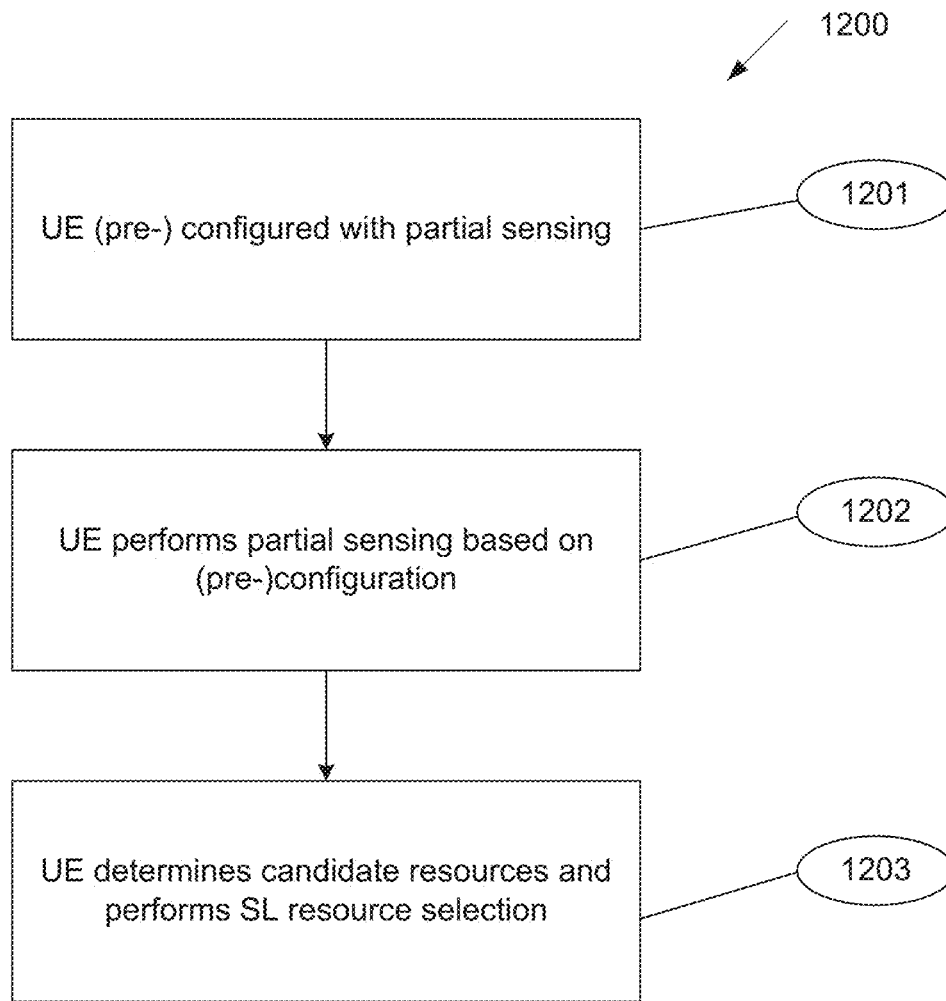 1200
UE (pre-) configured with partial sensing
1201
UE performs partial sensing based on
(pre-)configuration
1202
UE determines candidate resources and
performs SL resource selection
1203